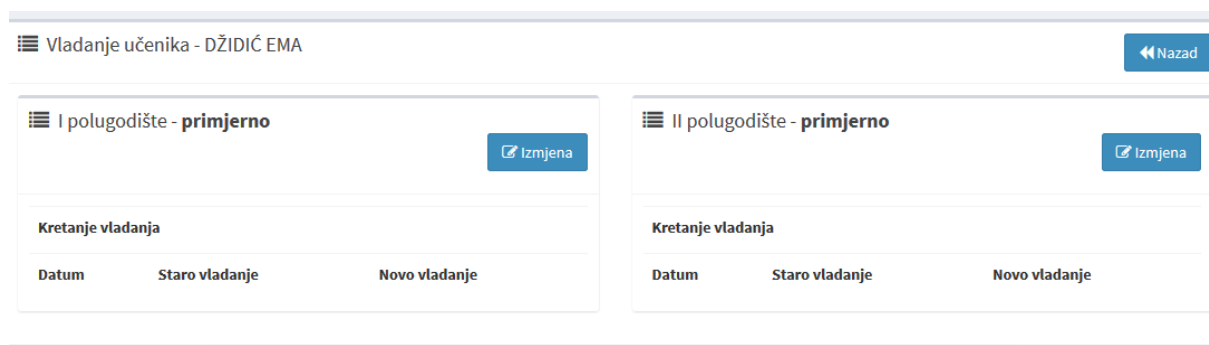 Vladanje učenika - DŽIDIĆ EMA
Nazad
I polugodište - primjerno
Izmjena
Kretanje vladanja
Datum Staro vladanje Novo vladanje
II polugodište - primjerno
Izmjena
Kretanje vladanja
Datum Staro vladanje Novo vladanje